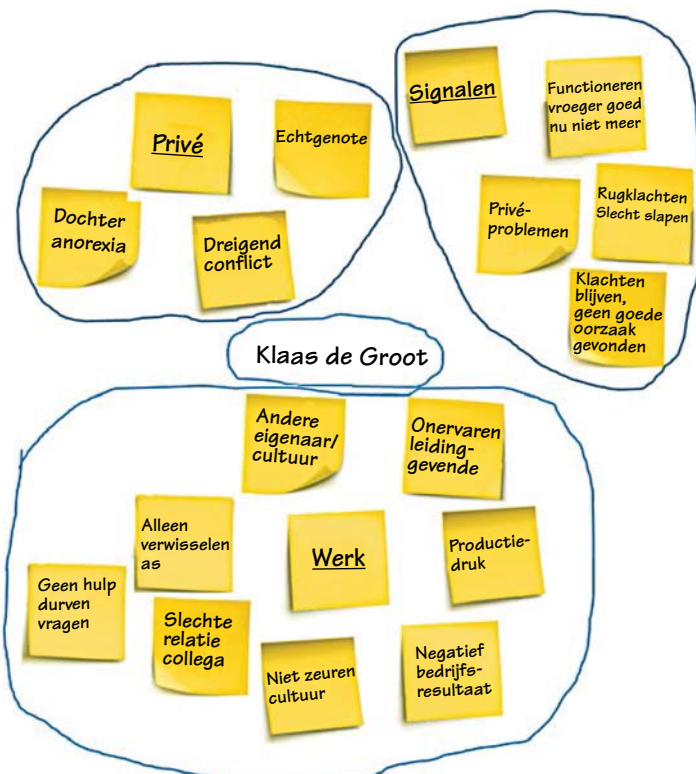 Privé
Echtgenote
Dochter
anorexia
Dreigend
conflict
Signalen
Functioneren
vroeger goed
nu niet meer
Privé-
problemen
Rugklachten
Slecht slapen
Klachten
blijven,
geen goede
oorzaak
gevonden
Klaas de Groot
Andere
eigenaar/
cultuur
Onervaren
leiding-
gevende
Alleen
verwisselen
as
Werk
Productie-
druk
Geen hulp
durven
vragen
Slechte
relatie
collega
Niet zeuren
cultuur
Negatief
bedrijfs-
resultaat